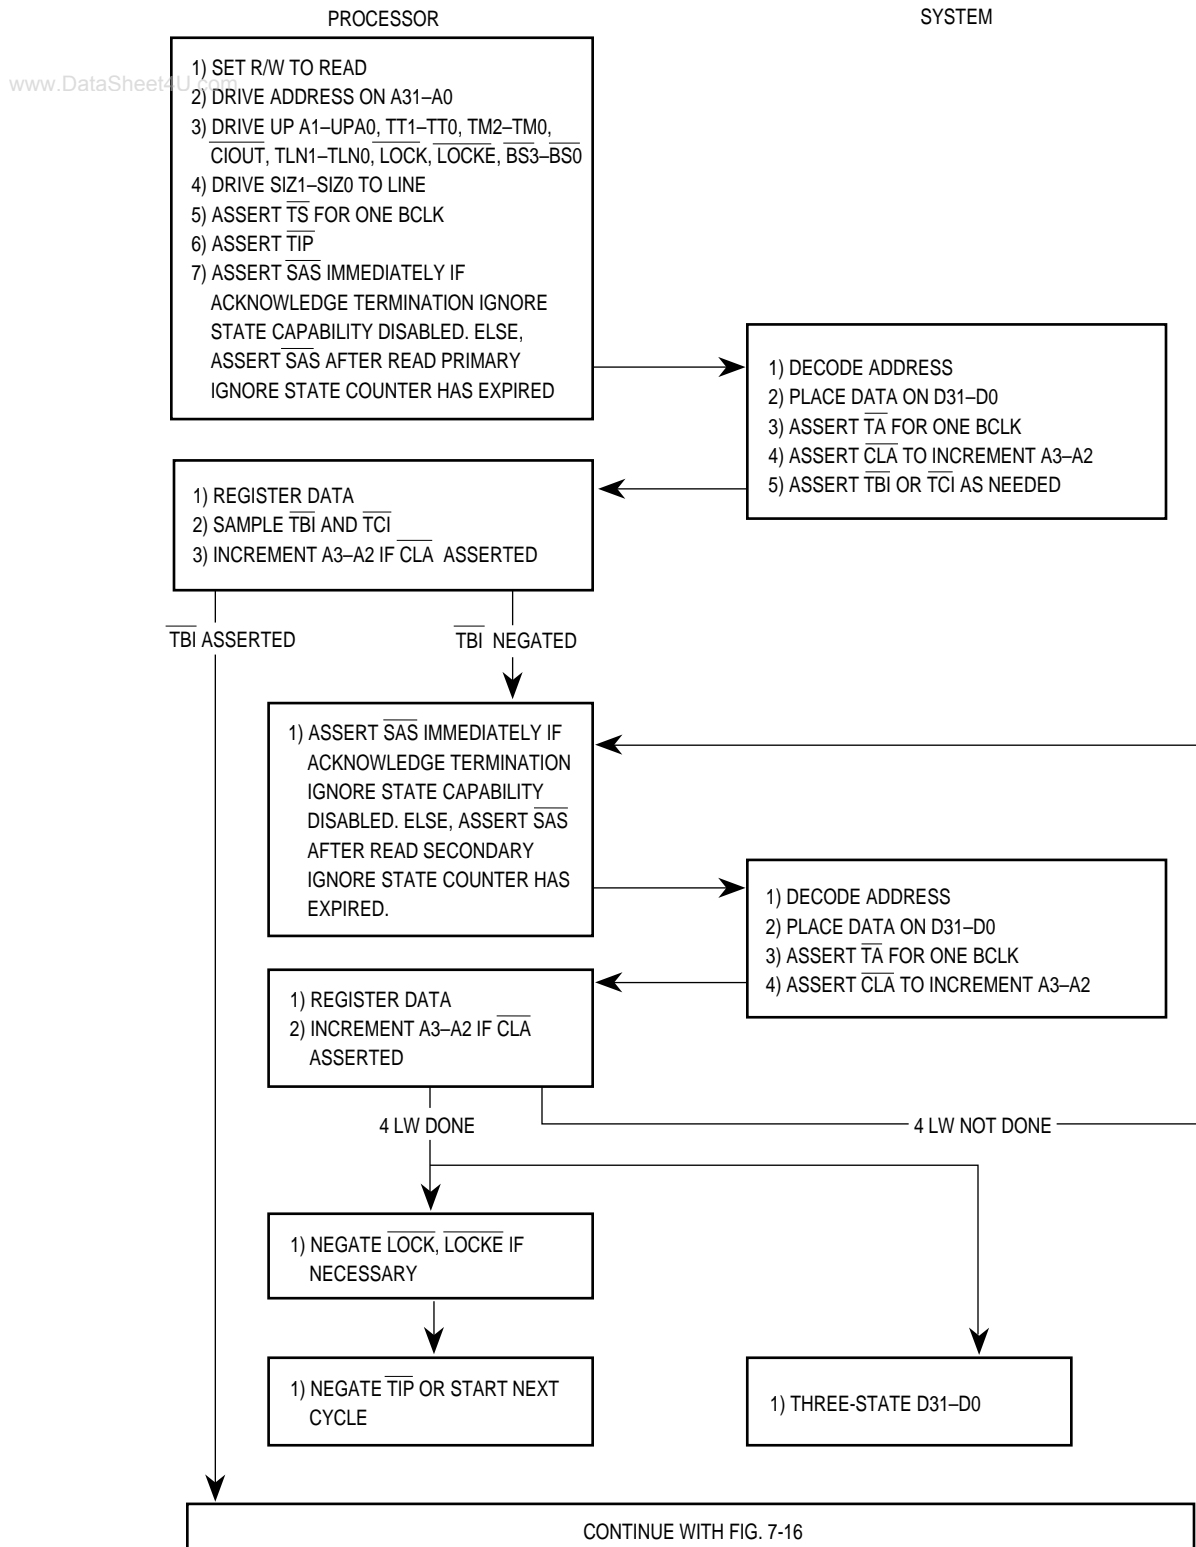 PROCESSOR
SYSTEM
www.DataSheet4U.com
1) SET R/W TO READ
2) DRIVE ADDRESS ON A31–A0
3) DRIVE UP A1–UPA0, TT1–TT0, TM2–TM0,
CIOUT, TLN1–TLN0, LOCK, LOCKE, BS3–BS0
4) DRIVE SIZ1–SIZ0 TO LINE
5) ASSERT TS FOR ONE BCLK
6) ASSERT TIP
7) ASSERT SAS IMMEDIATELY IF
ACKNOWLEDGE TERMINATION IGNORE
STATE CAPABILITY DISABLED. ELSE,
ASSERT SAS AFTER READ PRIMARY
IGNORE STATE COUNTER HAS EXPIRED
1) DECODE ADDRESS
2) PLACE DATA ON D31–D0
3) ASSERT TA FOR ONE BCLK
4) ASSERT CLA TO INCREMENT A3–A2
5) ASSERT TBI OR TCI AS NEEDED
1) REGISTER DATA
2) SAMPLE TBI AND TCI
3) INCREMENT A3–A2 IF CLA ASSERTED
TBI ASSERTED
TBI NEGATED
1) ASSERT SAS IMMEDIATELY IF
ACKNOWLEDGE TERMINATION
IGNORE STATE CAPABILITY
DISABLED. ELSE, ASSERT SAS
AFTER READ SECONDARY
IGNORE STATE COUNTER HAS
EXPIRED.
1) DECODE ADDRESS
2) PLACE DATA ON D31–D0
3) ASSERT TA FOR ONE BCLK
4) ASSERT CLA TO INCREMENT A3–A2
1) REGISTER DATA
2) INCREMENT A3–A2 IF CLA
ASSERTED
4 LW DONE
4 LW NOT DONE
1) NEGATE LOCK, LOCKE IF
NECESSARY
1) NEGATE TIP OR START NEXT
CYCLE
1) THREE-STATE D31–D0
CONTINUE WITH FIG. 7-16